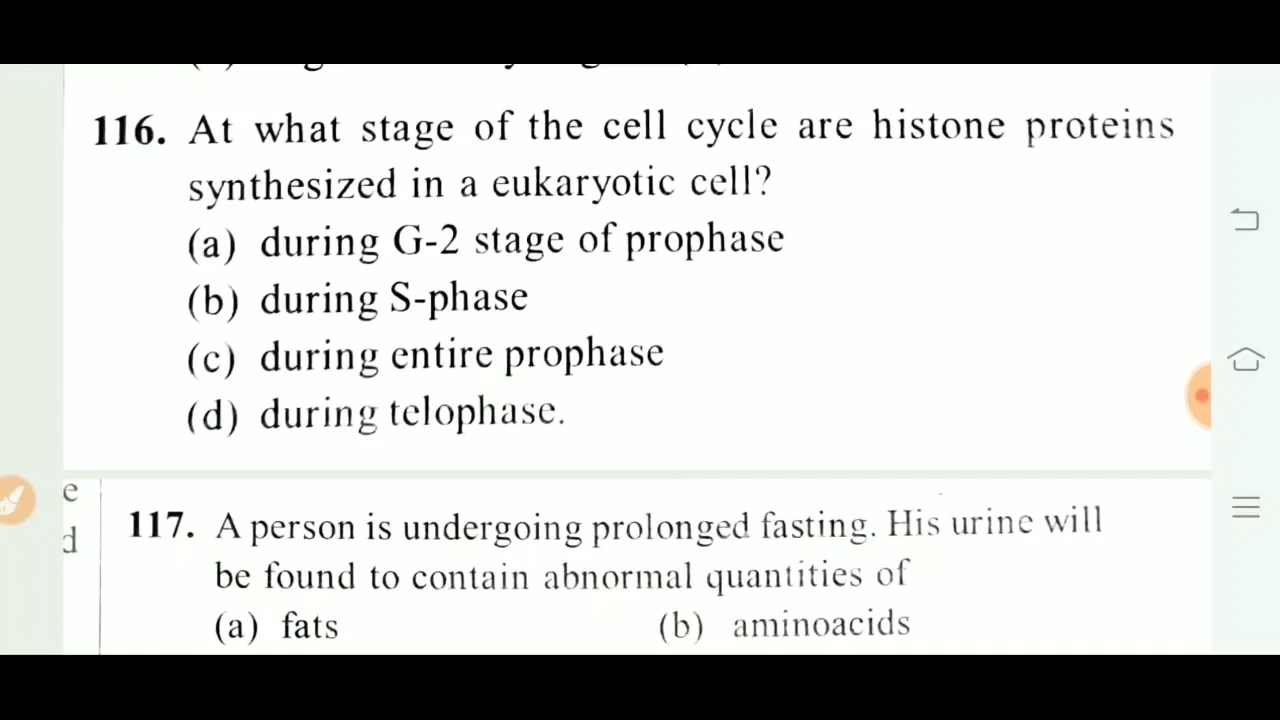 116. At what stage of the cell cycle are histone proteins
synthesized in a eukaryotic cell?
(a) during G-2 stage of prophase
(b) during S-phase
(c) during entire prophase
(d) during telophase.
e
d
117. A person is undergoing prolonged fasting. His urine will
be found to contain abnormal quantities of
(a) fats (b) aminoacids